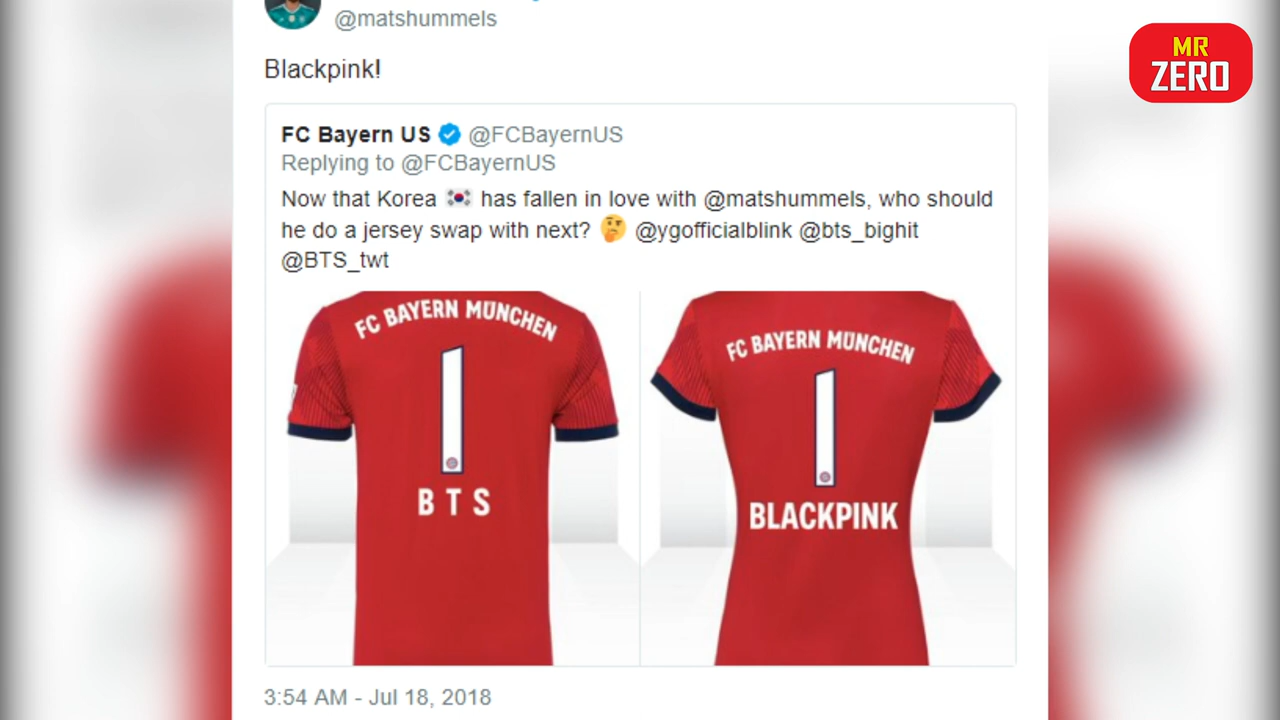 @matshummels
MR
ZERO
Blackpink!
FC Bayern US @FCBayernUS
Replying to @FCBayernUS
Now that Korea 🇰🇷 has fallen in love with @matshummels, who should
he do a jersey swap with next? 🤔 @ygofficialblink @bts_bighit
@BTS_twt
FC BAYERN MÜNCHEN
1
BTS
FC BAYERN MÜNCHEN
1
BLACKPINK
3:54 AM - Jul 18, 2018